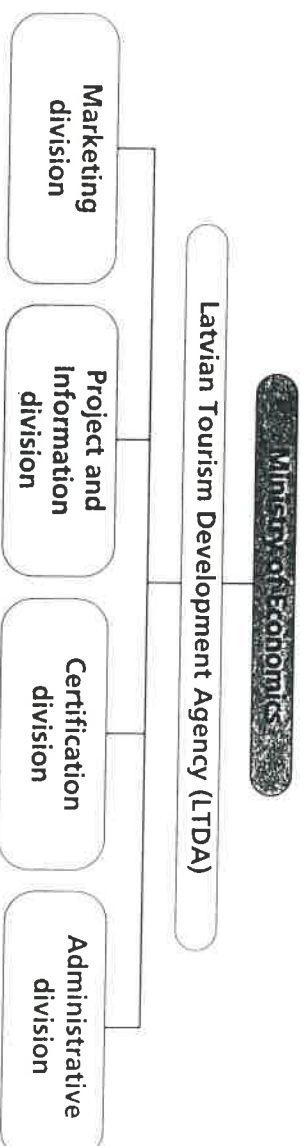 Ministry of Economics
Latvian Tourism Development Agency (LTDA)
Marketing
division
Project and
Information
division
Certification
division
Administrative
division